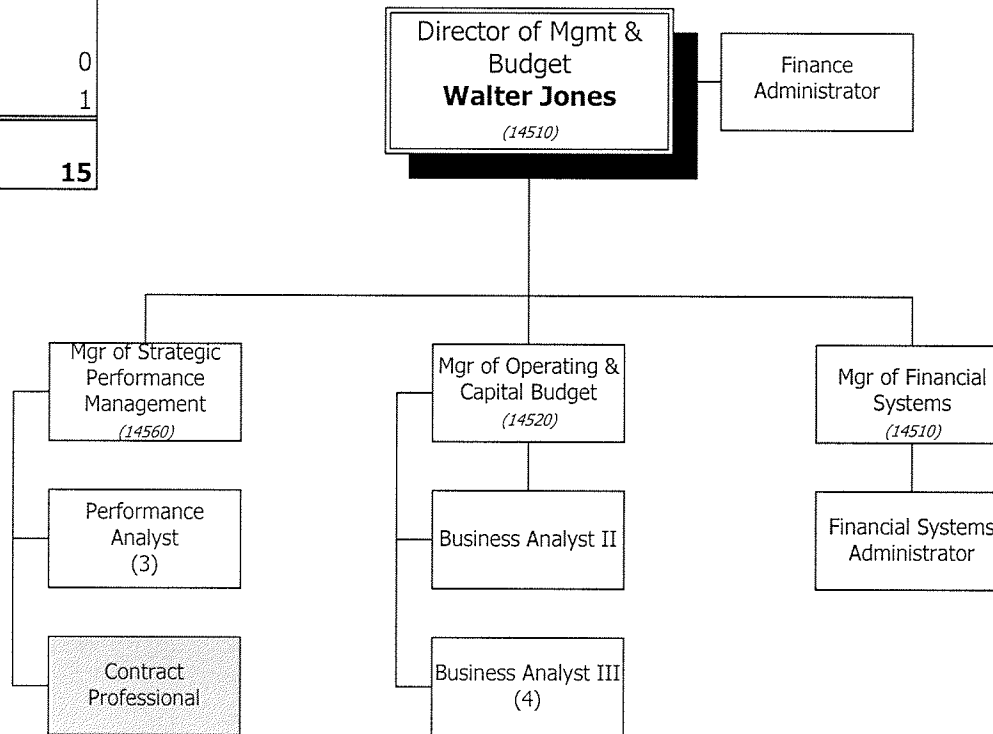 0
1
15
Director of Mgmt &
Budget
Walter Jones
(14510)
Finance
Administrator
Mgr of Strategic
Performance
Management
(14560)
Mgr of Operating &
Capital Budget
(14520)
Mgr of Financial
Systems
(14510)
Performance
Analyst
(3)
Business Analyst II
Financial Systems
Administrator
Contract
Professional
Business Analyst III
(4)